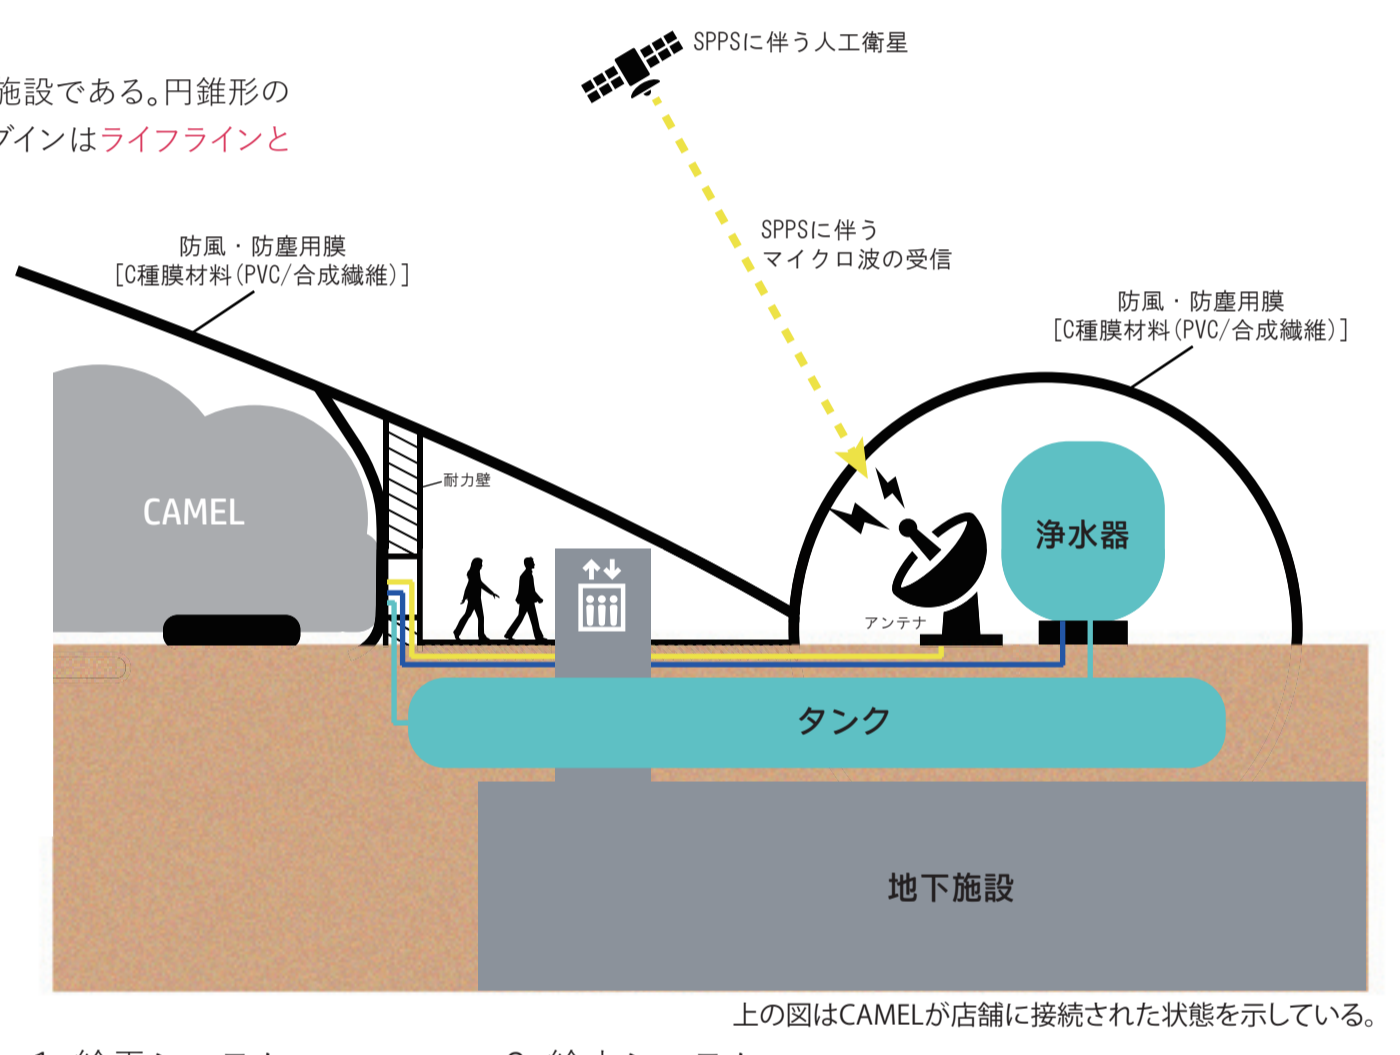 SPPSに伴う人工衛星
施設である。円錐形の
インはライフラインと
SPPSに伴う
マイクロ波の受信
防風・防塵用膜
[C種膜材料(PVC/合成繊維)]
防風・防塵用膜
[C種膜材料(PVC/合成繊維)]
耐力壁
CAMEL
浄水器
アンテナ
タンク
地下施設
上の図はCAMELが店舗に接続された状態を示している。